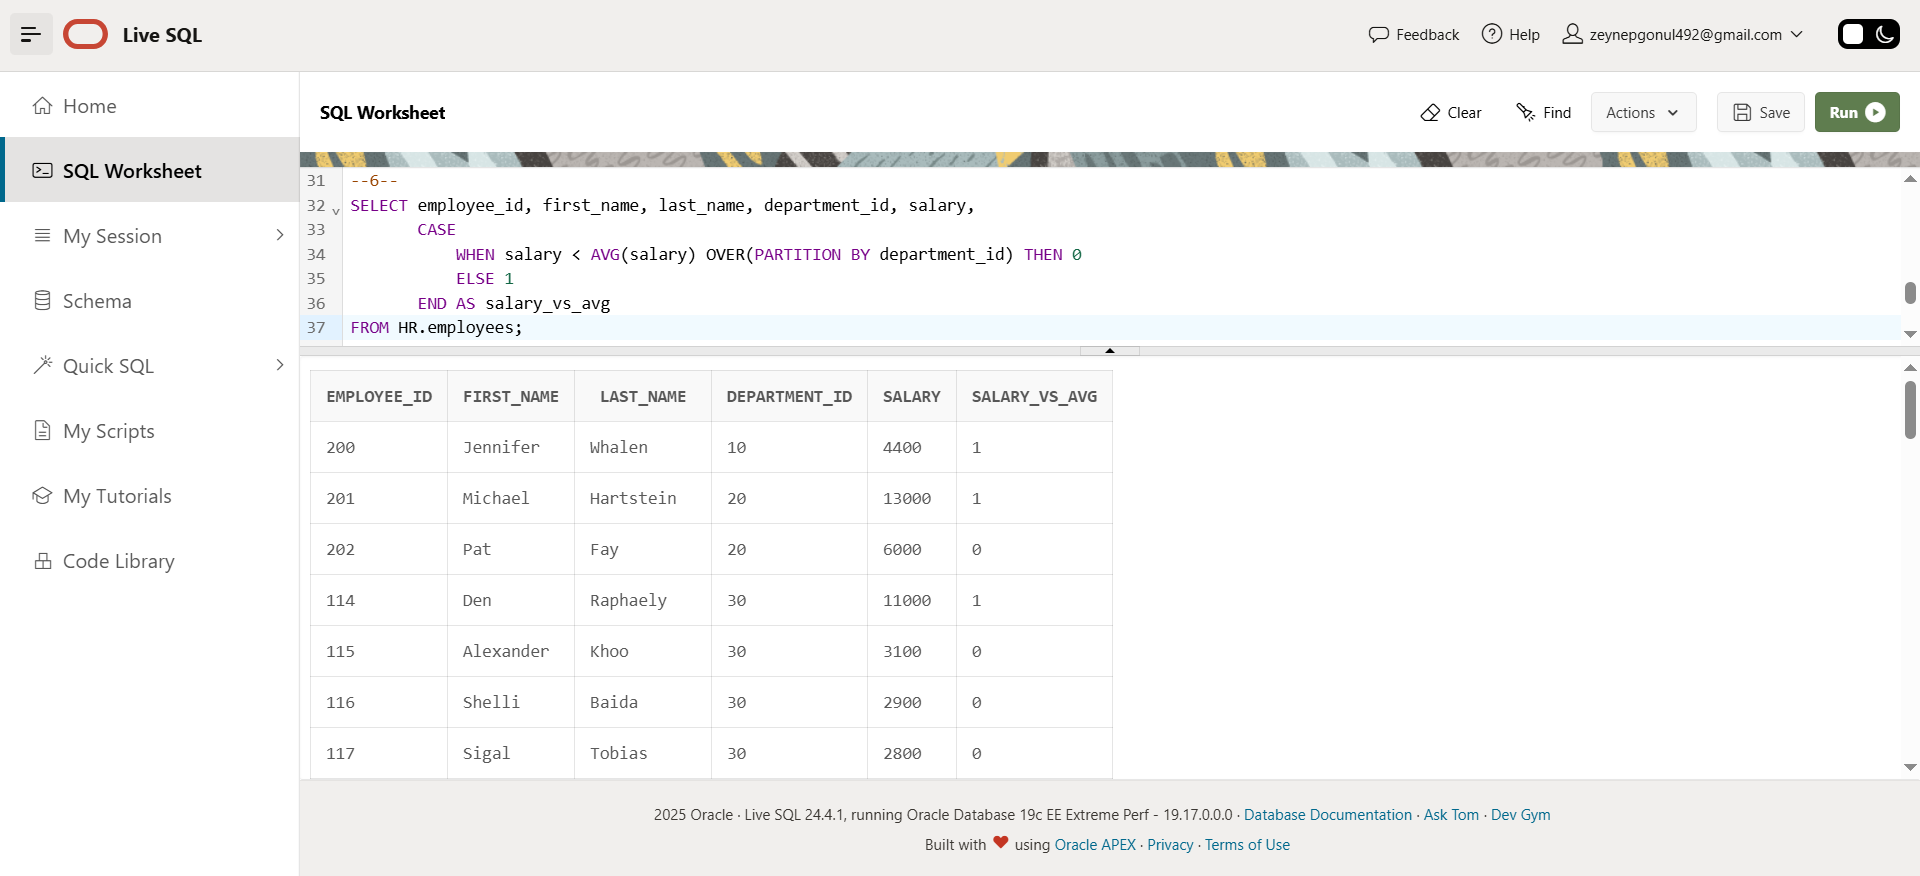 Live SQL
Feedback
Help
zeynepgonul492@gmail.com
Home
SQL Worksheet
My Session
Schema
Quick SQL
My Scripts
My Tutorials
Code Library
SQL Worksheet
Clear
Find
Actions
Save
Run
31 --6--
32 SELECT employee_id, first_name, last_name, department_id, salary,
33 CASE
34 WHEN salary < AVG(salary) OVER(PARTITION BY department_id) THEN 0
35 ELSE 1
36 END AS salary_vs_avg
37 FROM HR.employees;
EMPLOYEE_ID FIRST_NAME LAST_NAME DEPARTMENT_ID SALARY SALARY_VS_AVG
200 Jennifer Whalen 10 4400 1
201 Michael Hartstein 20 13000 1
202 Pat Fay 20 6000 0
114 Den Raphaely 30 11000 1
115 Alexander Khoo 30 3100 0
116 Shelli Baida 30 2900 0
117 Sigal Tobias 30 2800 0
2025 Oracle · Live SQL 24.4.1, running Oracle Database 19c EE Extreme Perf - 19.17.0.0.0 · Database Documentation · Ask Tom · Dev Gym
Built with ❤ using Oracle APEX · Privacy · Terms of Use